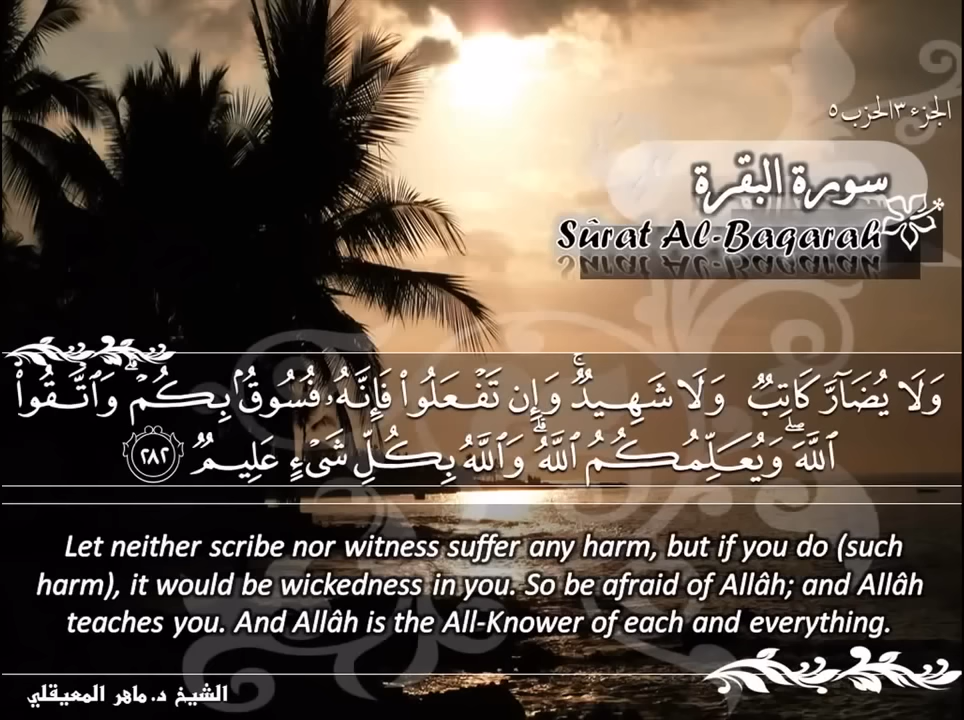 الجزء ٣ الحزب ٥
سورة البقرة
Sûrat Al-Baqarah
وَلَا يُضَآرَّ كَاتِبٌ وَلَا شَهِيدٌ ۚ وَإِن تَفْعَلُوا۟ فَإِنَّهُۥ فُسُوقٌۢ بِكُمْ ۗ وَٱتَّقُوا۟
ٱللَّهَ ۖ وَيُعَلِّمُكُمُ ٱللَّهُ ۗ وَٱللَّهُ بِكُلِّ شَىْءٍ عَلِيمٌ ٢٨٢
Let neither scribe nor witness suffer any harm, but if you do (such
harm), it would be wickedness in you. So be afraid of Allâh; and Allâh
teaches you. And Allâh is the All-Knower of each and everything.
الشيخ د. ماهر المعيقلي